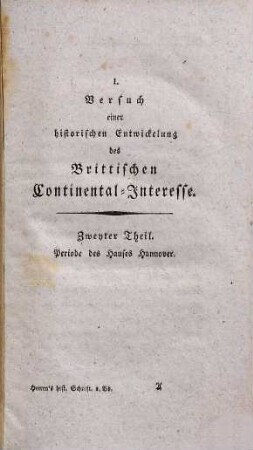 I.
Versuch
einer
historischen Entwickelung
des
Brittischen
Continental-Interesse.
Zweyter Theil.
Periode des Hauses Hannover.
Heeren's hist. Schrift. 2. Th. A